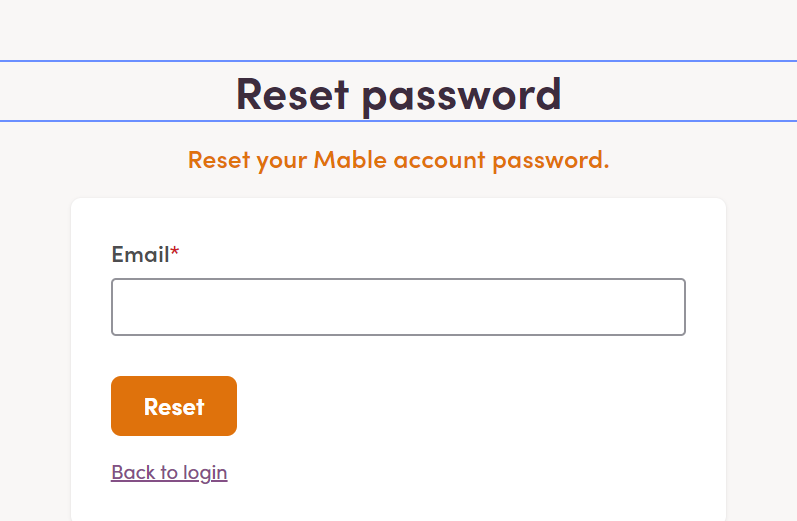 Reset password
Reset your Mable account password.
Email*
Reset
Back to login